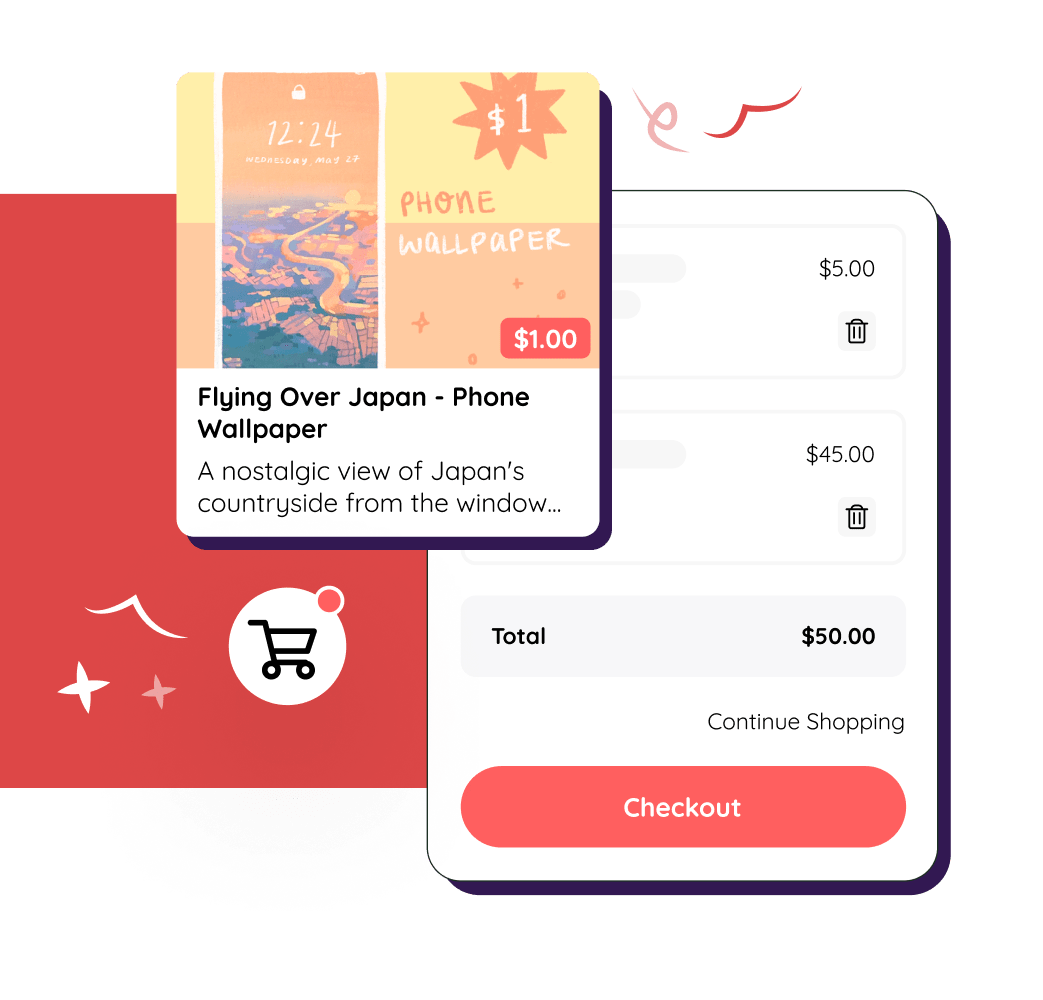 12:24
WEDNESDAY, MAY 27
$1
PHONE
WALLPAPER
$1.00
Flying Over Japan - Phone
Wallpaper
A nostalgic view of Japan's
countryside from the window...
$5.00
$45.00
Total $50.00
Continue Shopping
Checkout